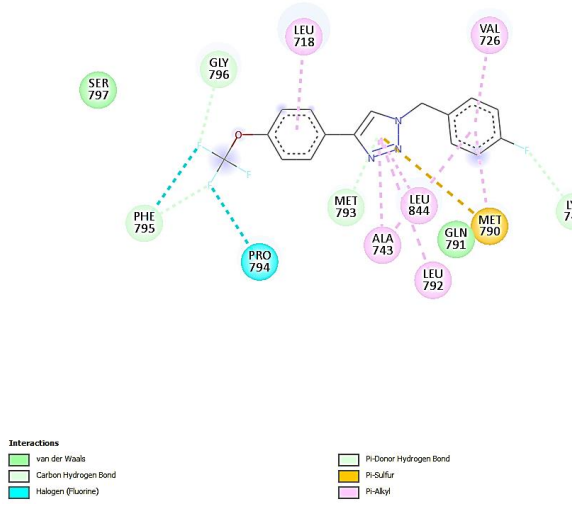 LEU
718
VAL
726
GLY
796
SER
797
O
N
N
N
F
F
F
F
MET
793
LEU
844
PHE
795
ALA
743
GLN
791
MET
790
PRO
794
LEU
792
Interactions
van der Waals
Carbon Hydrogen Bond
Halogen (Fluorine)
Pi-Donor Hydrogen Bond
Pi-Sulfur
Pi-Alkyl